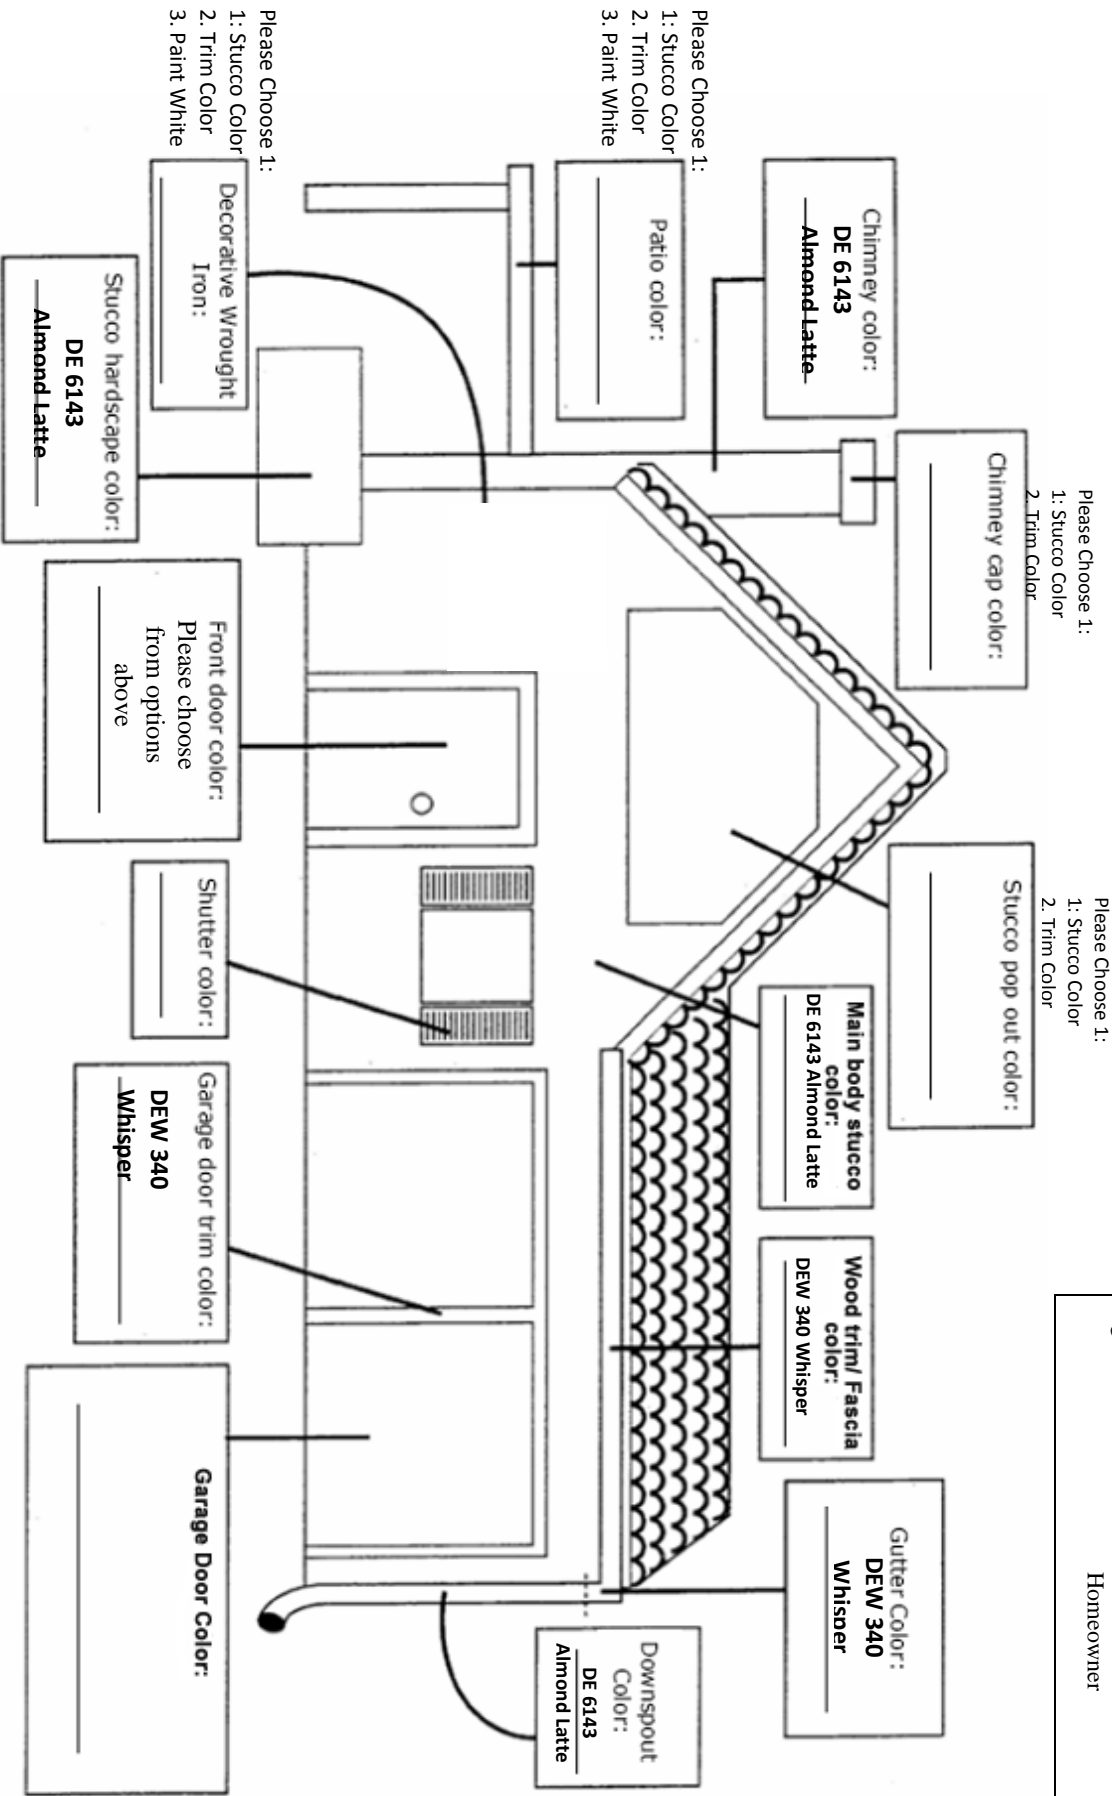 Homeowner
Please Choose 1:
1: Stucco Color
2. Trim Color
Please Choose 1:
1: Stucco Color
2. Trim Color
Chimney cap color:
Stucco pop out color:
Chimney color:
DE 6143
Almond Latte
Main body stucco
color:
DE 6143 Almond Latte
Wood trim/ Fascia
color:
DEW 340 Whisper
Gutter Color:
DEW 340
Whisper
Please Choose 1:
1: Stucco Color
2. Trim Color
3. Paint White
Patio color:
Downspout
Color:
DE 6143
Almond Latte
Please Choose 1:
1: Stucco Color
2. Trim Color
3. Paint White
Decorative Wrought
Iron:
Stucco hardscape color:
DE 6143
Almond Latte
Front door color:
Please choose
from options
above
Shutter color:
Garage door trim color:
DEW 340
Whisper
Garage Door Color: